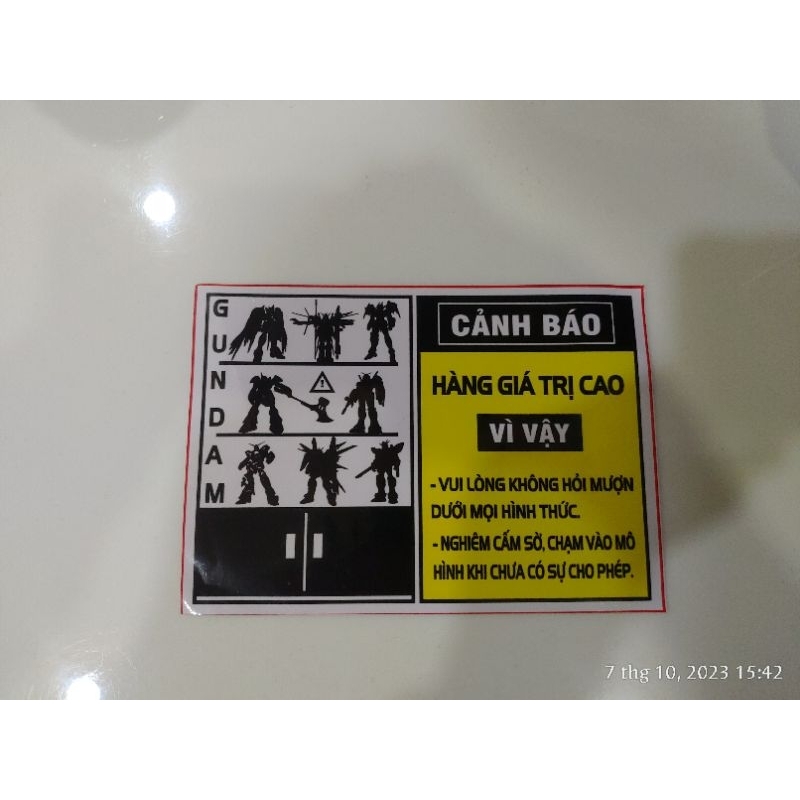 GUNDAM
CẢNH BÁO
HÀNG GIÁ TRỊ CAO
VÌ VẬY
- VUI LÒNG KHÔNG HỎI MƯỢN
DƯỚI MỌI HÌNH THỨC.
- NGHIÊM CẤM SỜ, CHẠM VÀO MÔ
HÌNH KHI CHƯA CÓ SỰ CHO PHÉP.
7 thg 10, 2023 15:42